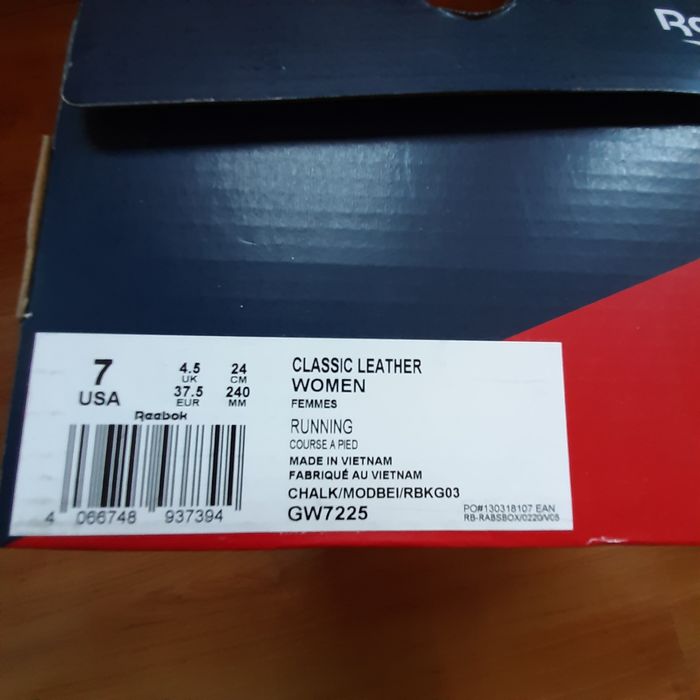 7
USA
4.5
UK
37.5
EUR
24
CM
240
MM
Reebok
4 066748 937394
CLASSIC LEATHER
WOMEN
FEMMES
RUNNING
COURSE A PIED
MADE IN VIETNAM
FABRIQUÉ AU VIETNAM
CHALK/MODBEI/RBKG03
GW7225
PO#130318107 EAN
RB-RABSBOX/0220/V05